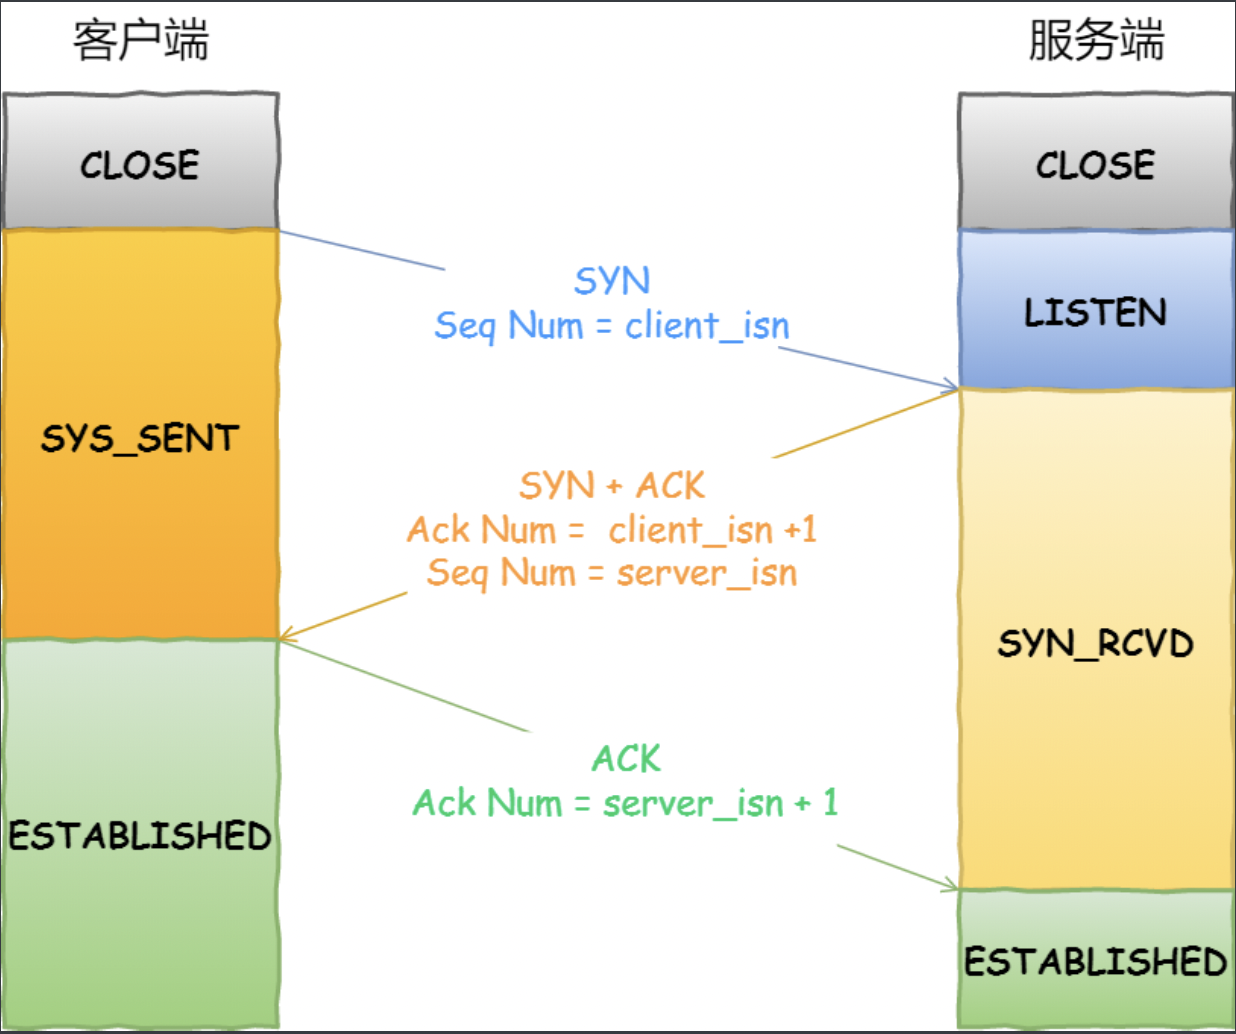 客户端
服务端
CLOSE
CLOSE
SYN
Seq Num = client_isn
LISTEN
SYS_SENT
SYN + ACK
Ack Num =  client_isn +1
Seq Num = server_isn
SYN_RCVD
ACK
Ack Num = server_isn + 1
ESTABLISHED
ESTABLISHED